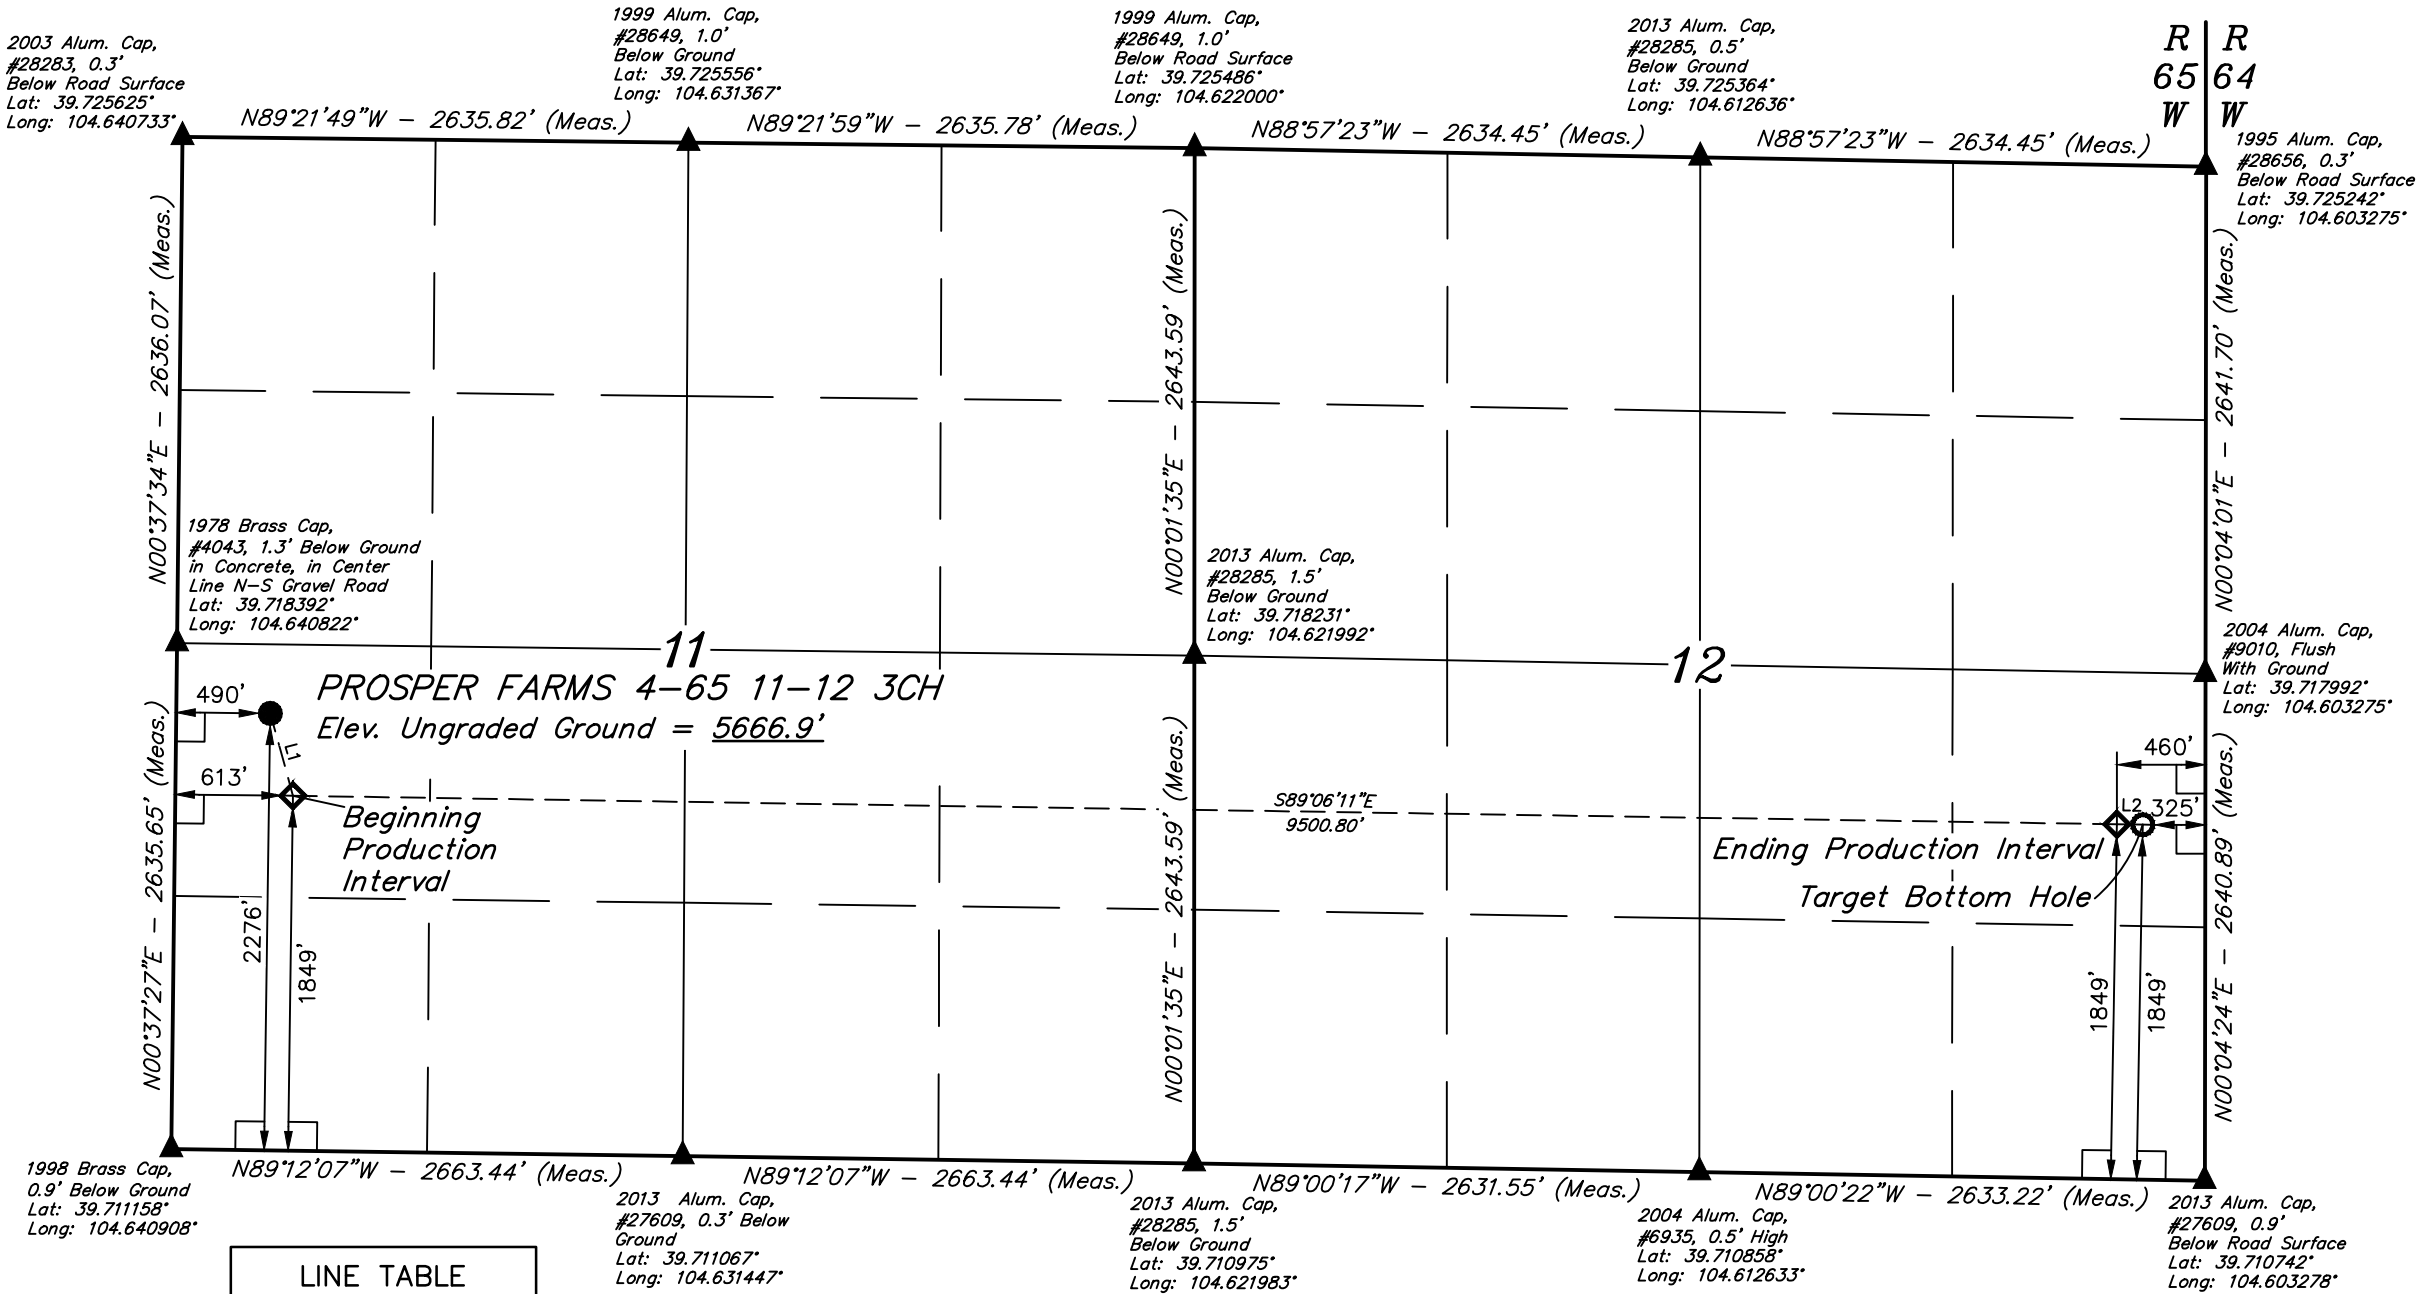 2003 Alum. Cap,
#28283, 0.3'
Below Road Surface
Lat: 39.725625°
Long: 104.640733°
1999 Alum. Cap,
#28649, 1.0'
Below Ground
Lat: 39.725556°
Long: 104.631367°
1999 Alum. Cap,
#28649, 1.0'
Below Road Surface
Lat: 39.725486°
Long: 104.622000°
2013 Alum. Cap,
#28285, 0.5'
Below Ground
Lat: 39.725364°
Long: 104.612636°
R R
65 64
W W
1995 Alum. Cap,
#28656, 0.3'
Below Road Surface
Lat: 39.725242°
Long: 104.603275°
N89°21'49"W – 2635.82' (Meas.)
N89°21'59"W – 2635.78' (Meas.)
N88°57'23"W – 2634.45' (Meas.)
N88°57'23"W – 2634.45' (Meas.)
N00°37'34"E – 2636.07' (Meas.)
N00°01'35"E – 2643.59' (Meas.)
N00°04'01"E – 2641.70' (Meas.)
1978 Brass Cap,
#4043, 1.3' Below Ground
in Concrete, in Center
Line N–S Gravel Road
Lat: 39.718392°
Long: 104.640822°
2013 Alum. Cap,
#28285, 1.5'
Below Ground
Lat: 39.718231°
Long: 104.621992°
2004 Alum. Cap,
#9010, Flush
With Ground
Lat: 39.717992°
Long: 104.603275°
11
12
PROSPER FARMS 4–65 11–12 3CH
Elev. Ungraded Ground = 5666.9'
490'
L1
613'
Beginning
Production
Interval
2276'
1849'
S89°06'11"E
9500.80'
460'
L2
325'
Ending Production Interval
Target Bottom Hole
1849'
1849'
N00°37'27"E – 2635.65' (Meas.)
N00°01'35"E – 2643.59' (Meas.)
N00°04'24"E – 2640.89' (Meas.)
N89°12'07"W – 2663.44' (Meas.)
N89°12'07"W – 2663.44' (Meas.)
N89°00'17"W – 2631.55' (Meas.)
N89°00'22"W – 2633.22' (Meas.)
1998 Brass Cap,
0.9' Below Ground
Lat: 39.711158°
Long: 104.640908°
2013 Alum. Cap,
#27609, 0.3' Below
Ground
Lat: 39.711067°
Long: 104.631447°
2013 Alum. Cap,
#28285, 1.5'
Below Ground
Lat: 39.710975°
Long: 104.621983°
2004 Alum. Cap,
#6935, 0.5' High
Lat: 39.710858°
Long: 104.612633°
2013 Alum. Cap,
#27609, 0.9'
Below Road Surface
Lat: 39.710742°
Long: 104.603278°
LINE TABLE